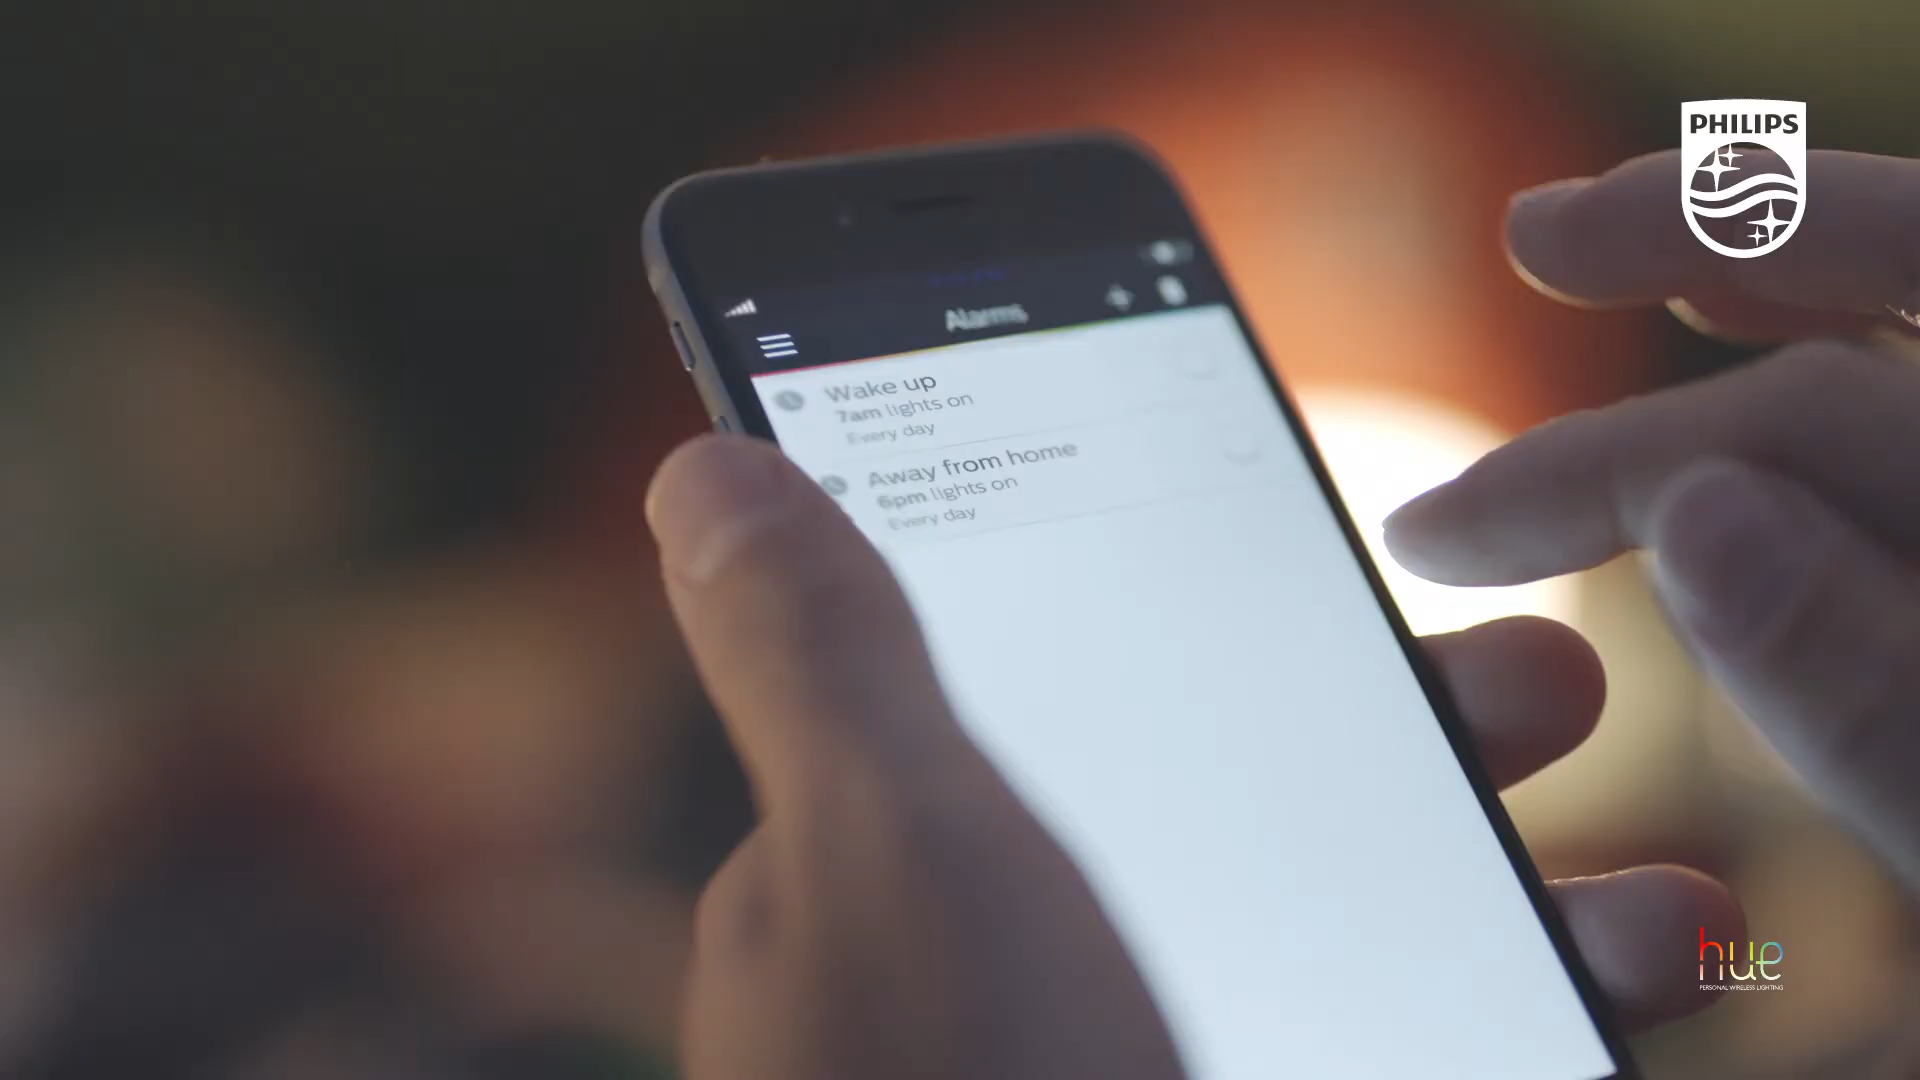 PHILIPS
Alarms
Wake up
7am lights on
Every day
Away from home
6pm lights on
Every day
hue
PERSONAL WIRELESS LIGHTING